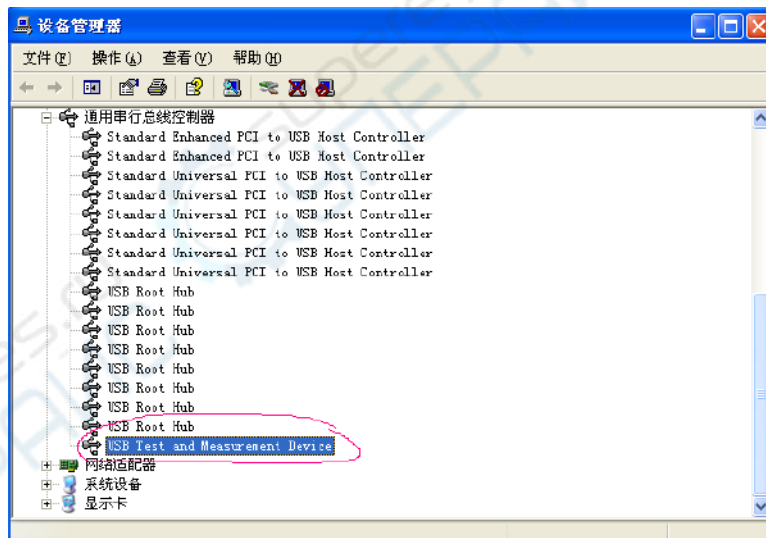 设备管理器
文件(F) 操作(A) 查看(V) 帮助(H)
通用串行总线控制器
Standard Enhanced PCI to USB Host Controller
Standard Enhanced PCI to USB Host Controller
Standard Universal PCI to USB Host Controller
Standard Universal PCI to USB Host Controller
Standard Universal PCI to USB Host Controller
Standard Universal PCI to USB Host Controller
Standard Universal PCI to USB Host Controller
Standard Universal PCI to USB Host Controller
USB Root Hub
USB Root Hub
USB Root Hub
USB Root Hub
USB Root Hub
USB Root Hub
USB Root Hub
USB Root Hub
USB Test and Measurement Device
网络适配器
系统设备
显示卡